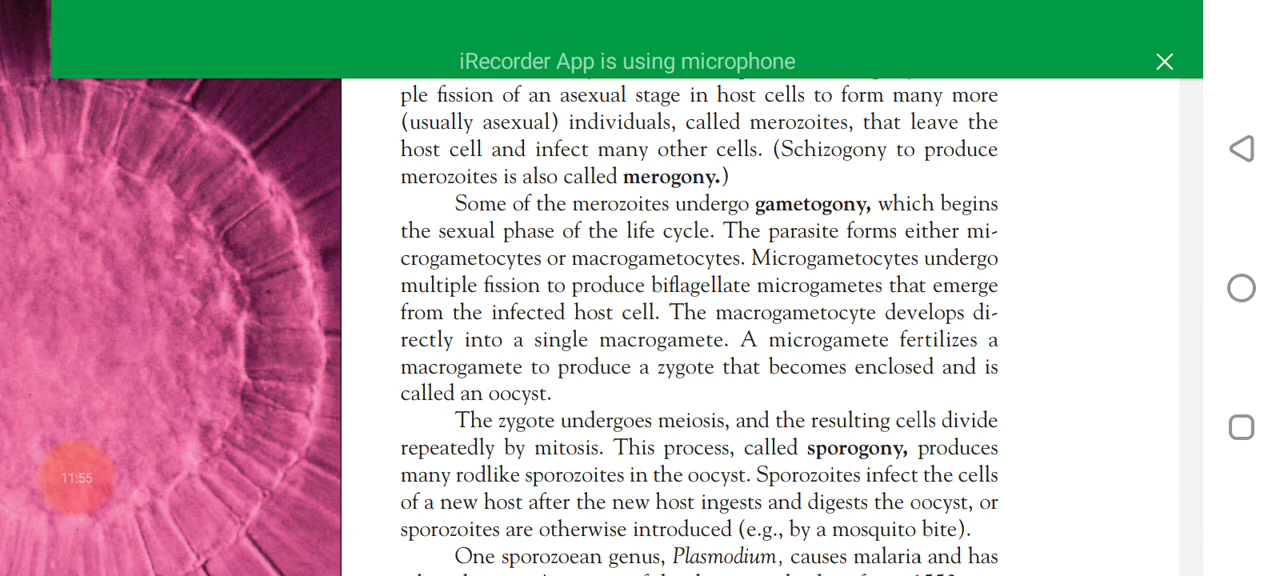 iRecorder App is using microphone
ple fission of an asexual stage in host cells to form many more
(usually asexual) individuals, called merozoites, that leave the
host cell and infect many other cells. (Schizogony to produce
merozoites is also called merogony.)
Some of the merozoites undergo gametogony, which begins
the sexual phase of the life cycle. The parasite forms either mi-
crogametocytes or macrogametocytes. Microgametocytes undergo
multiple fission to produce biflagellate microgametes that emerge
from the infected host cell. The macrogametocyte develops di-
rectly into a single macrogamete. A microgamete fertilizes a
macrogamete to produce a zygote that becomes enclosed and is
called an oocyst.
The zygote undergoes meiosis, and the resulting cells divide
repeatedly by mitosis. This process, called sporogony, produces
many rodlike sporozoites in the oocyst. Sporozoites infect the cells
of a new host after the new host ingests and digests the oocyst, or
sporozoites are otherwise introduced (e.g., by a mosquito bite).
One sporozoean genus, Plasmodium, causes malaria and has
11:55